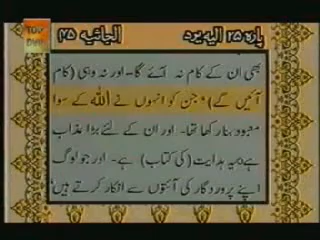 پارہ ۲۵ الیہ یرد
الجاثیہ ۴۵
بھی ان کے کام نہ آئے گا۔ اور نہ وہی (کام
آئیں گے) جن کو انہوں نے اللہ کے سوا
معبود بنا رکھا تھا۔ اور ان کے لئے بڑا عذاب
ہے یہ ہدایت (کی کتاب) ہے۔ اور جو لوگ
اپنے پروردگار کی آیتوں سے انکار کرتے ہیں